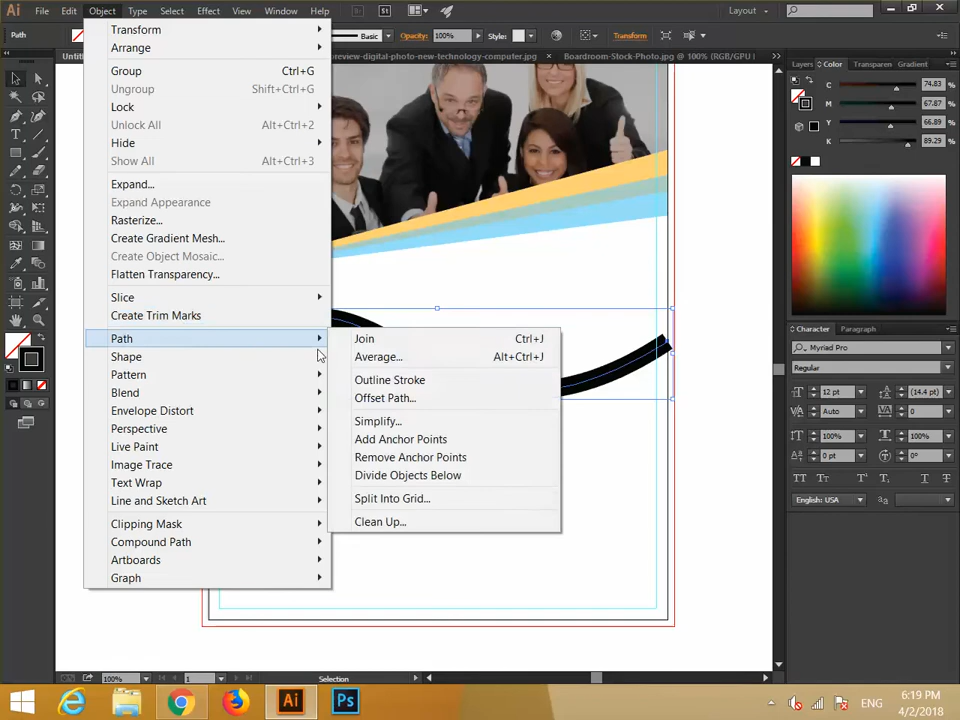 Ai File Edit Object Type Select Effect View Window Help Br St Layout
Path Basic Opacity: 100% Style: Transform
review-digital-photo-new-technology-computer.jpg Boardroom-Stock-Photo.jpg @ 100% (RGB/GPU
Transform
Arrange
Group Ctrl+G
Ungroup Shift+Ctrl+G
Lock
Unlock All Alt+Ctrl+2
Hide
Show All Alt+Ctrl+3
Expand...
Expand Appearance
Rasterize...
Create Gradient Mesh...
Create Object Mosaic...
Flatten Transparency...
Slice
Create Trim Marks
Path
Shape
Pattern
Blend
Envelope Distort
Perspective
Live Paint
Image Trace
Text Wrap
Line and Sketch Art
Clipping Mask
Compound Path
Artboards
Graph
Join Ctrl+J
Average... Alt+Ctrl+J
Outline Stroke
Offset Path...
Simplify...
Add Anchor Points
Remove Anchor Points
Divide Objects Below
Split Into Grid...
Clean Up...
Layers Color Transparen Gradient
C 74.83 %
M 67.87 %
Y 66.89 %
K 89.29 %
Character Paragraph
Myriad Pro
Regular
12 pt (14.4 pt)
Auto 0
100% 100%
0 pt 0°
English: USA
100% 1 Selection
Ai Ps ENG 6:19 PM
4/2/2018